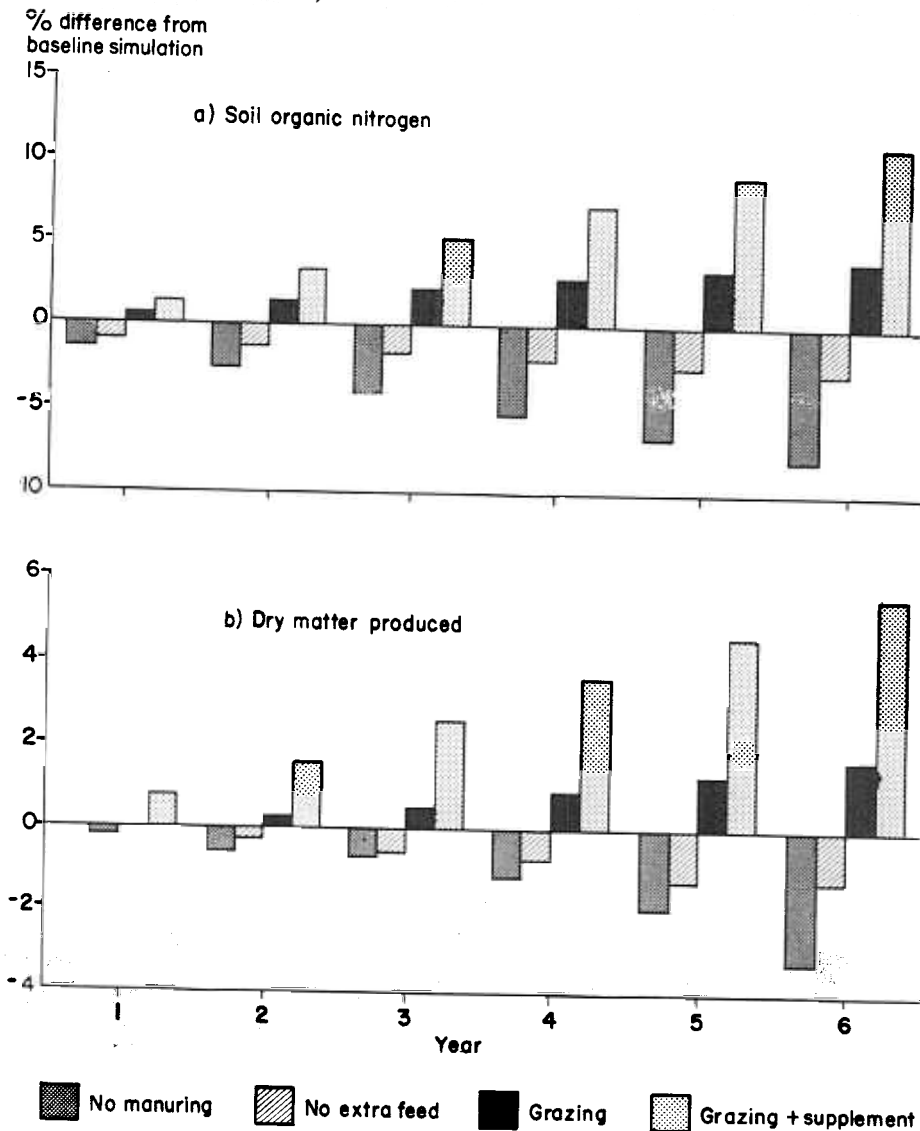 % difference from
baseline simulation
15
a) Soil organic nitrogen
10
5
0
-5
10
6
b) Dry matter produced
4
2
0
-2
-4
1 2 3 4 5 6
Year
No manuring No extra feed Grazing Grazing + supplement